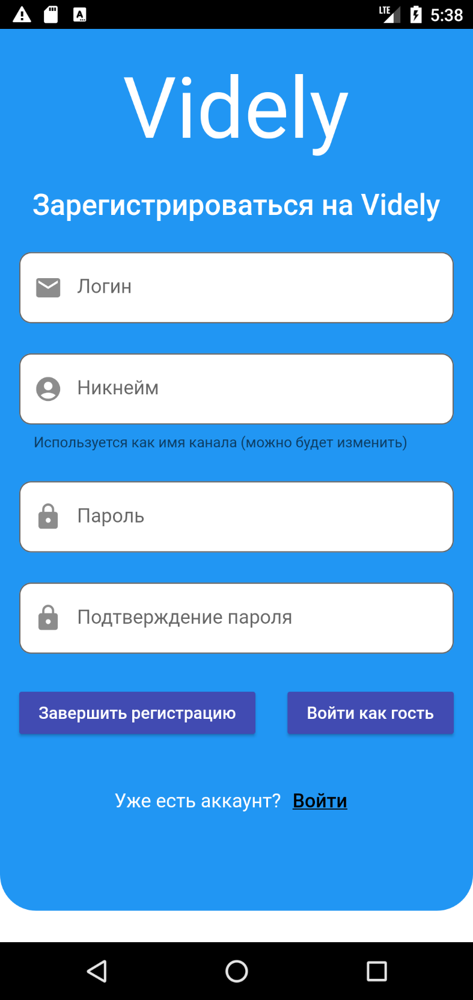 LTE 5:38
Videly
Зарегистрироваться на Videly
Логин
Никнейм
Используется как имя канала (можно будет изменить)
Пароль
Подтверждение пароля
Завершить регистрацию Войти как гость
Уже есть аккаунт? Войти